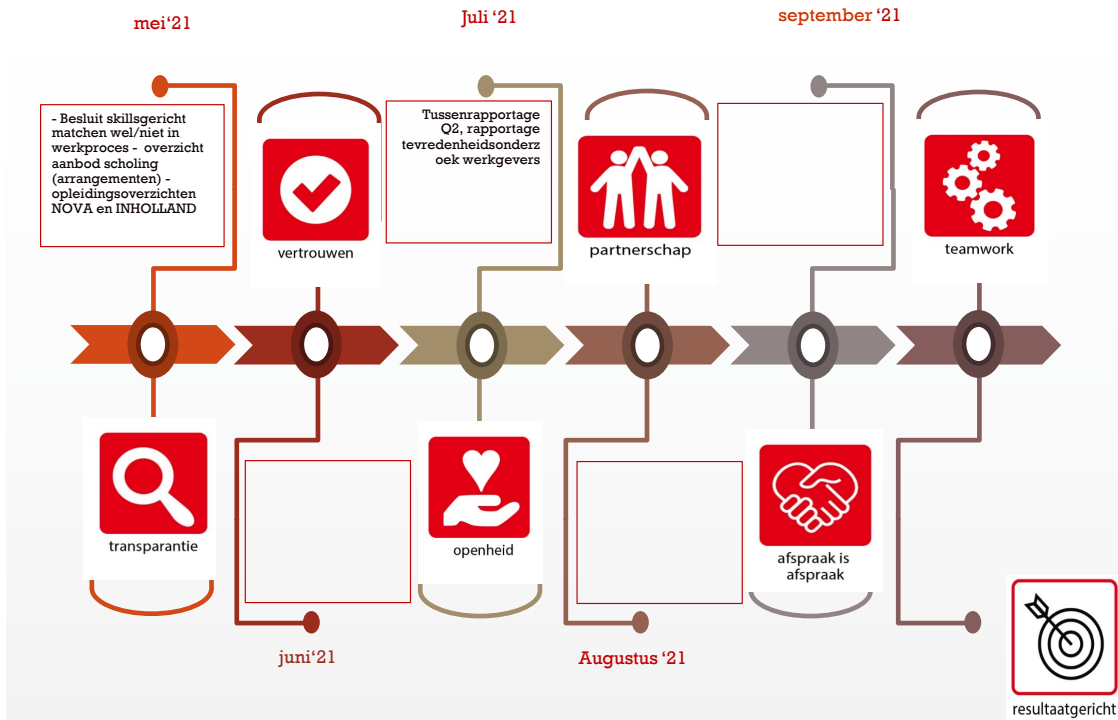 mei‘21
Juli ‘21
september ‘21
- Besluit skillsgericht
matchen wel/niet in
werkproces - overzicht
aanbod scholing
(arrangementen) -
opleidingsoverzichten
NOVA en INHOLLAND
vertrouwen
Tussenrapportage
Q2, rapportage
tevredenheidsonderz
oek werkgevers
partnerschap
teamwork
transparantie
openheid
afspraak is
afspraak
juni‘21
Augustus ‘21
resultaatgericht